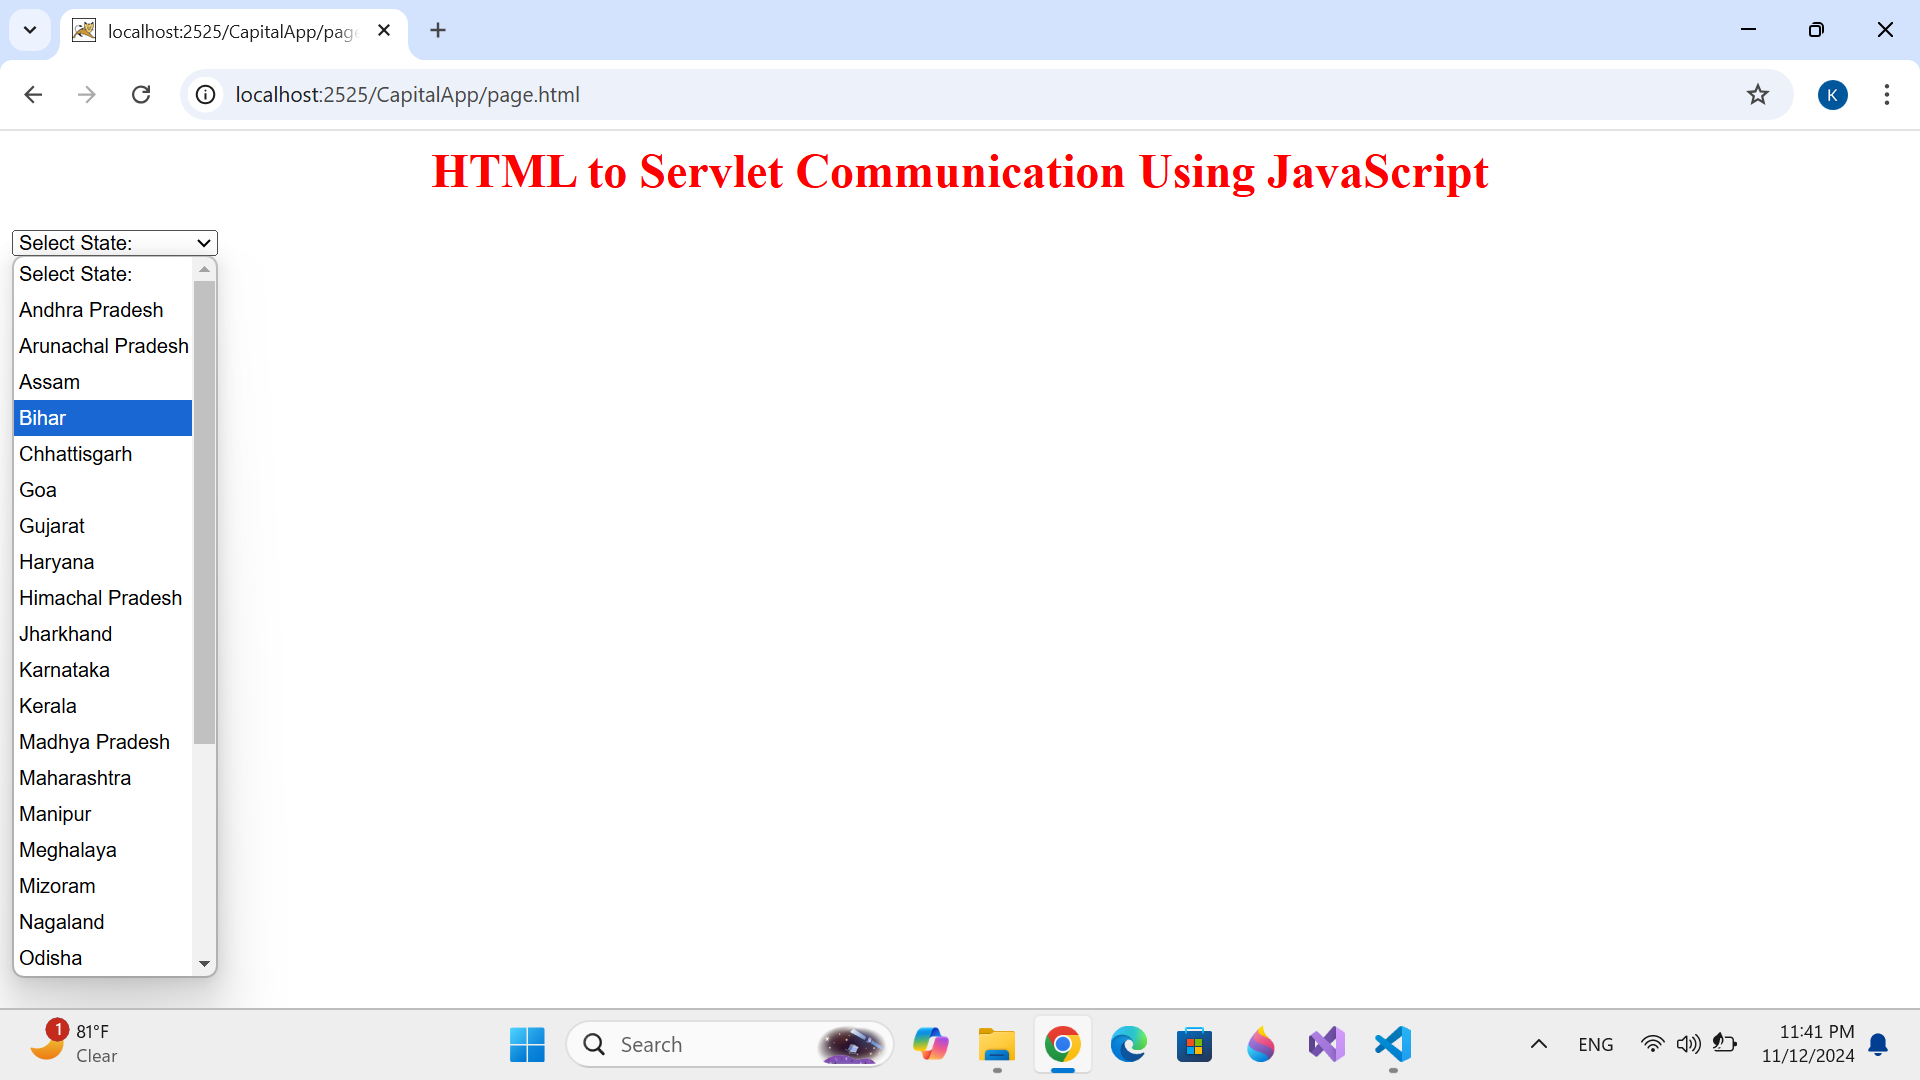 localhost:2525/CapitalApp/page
localhost:2525/CapitalApp/page.html
K
HTML to Servlet Communication Using JavaScript
Select State:
Select State:
Andhra Pradesh
Arunachal Pradesh
Assam
Bihar
Chhattisgarh
Goa
Gujarat
Haryana
Himachal Pradesh
Jharkhand
Karnataka
Kerala
Madhya Pradesh
Maharashtra
Manipur
Meghalaya
Mizoram
Nagaland
Odisha
1
81°F
Clear
Search
ENG
11:41 PM
11/12/2024